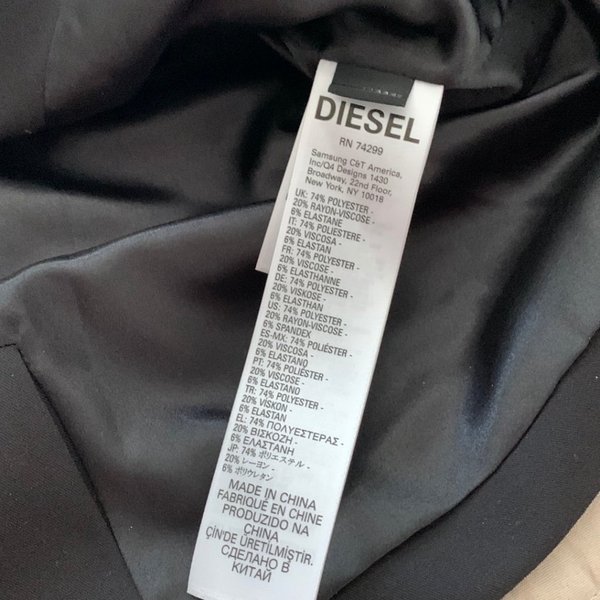 DIESEL
RN 74299
Samsung C&T America,
Inc/Q4 Designs 1430
Broadway, 22nd Floor,
New York, NY 10018
UK: 74% POLYESTER -
20% RAYON-VISCOSE -
6% ELASTANE
IT: 74% POLIESTERE -
20% VISCOSA -
6% ELASTAN
FR: 74% POLYESTER -
20% VISCOSE -
6% ELASTHANNE
DE: 74% POLYESTER -
20% VISKOSE -
6% ELASTHAN
US: 74% POLYESTER -
20% RAYON-VISCOSE -
6% SPANDEX
ES-MX: 74% POLIÉSTER -
20% VISCOSA -
6% ELASTANO
PT: 74% POLIÉSTER -
20% VISCOSE -
6% ELASTANO
TR: 74% POLYESTER -
20% VİSKON -
6% ELASTAN
EL: 74% ΠΟΛΥΕΣΤΕΡΑΣ -
20% ΒΙΣΚΟΖΗ -
6% ΕΛΑΣΤΑΝΗ
JP: 74% ポリエステル -
20% レーヨン -
6% ポリウレタン
MADE IN CHINA
FABRIQUÉ EN CHINE
PRODUZIDO NA
CHINA
ÇİN'DE ÜRETİLMİŞTİR.
СДЕЛАНО В
КИТАЙ